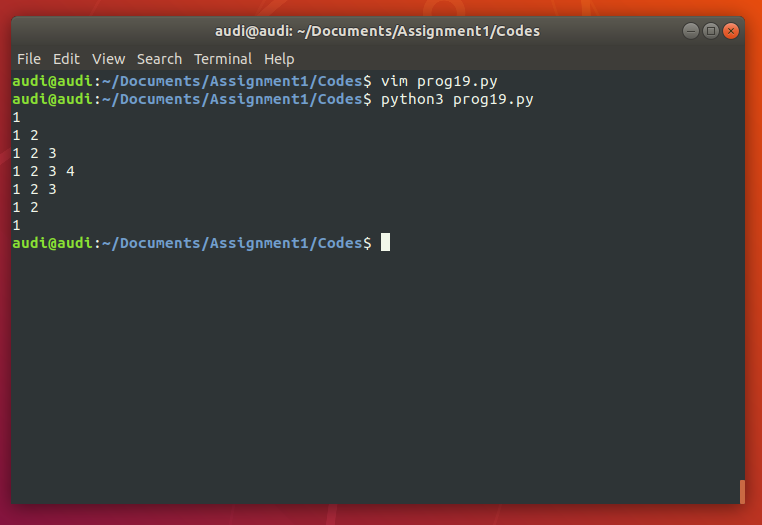 audi@audi: ~/Documents/Assignment1/Codes
File Edit View Search Terminal Help
audi@audi:~/Documents/Assignment1/Codes$ vim prog19.py
audi@audi:~/Documents/Assignment1/Codes$ python3 prog19.py
1
1 2
1 2 3
1 2 3 4
1 2 3
1 2
1
audi@audi:~/Documents/Assignment1/Codes$